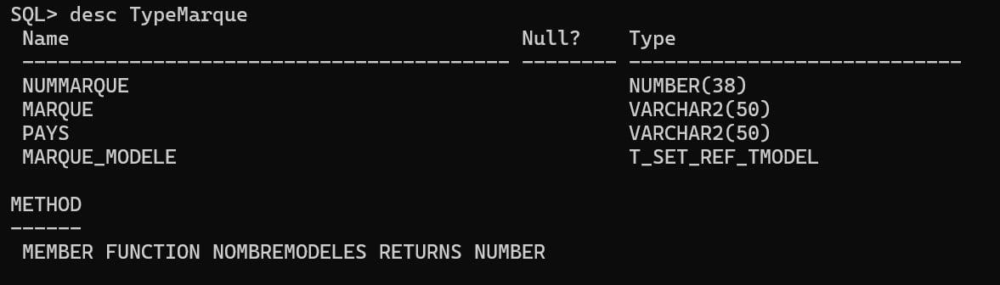 SQL> desc TypeMarque
Name Null? Type
----------------------------------------- -------- ----------------------------
NUMMARQUE NUMBER(38)
MARQUE VARCHAR2(50)
PAYS VARCHAR2(50)
MARQUE_MODELE T_SET_REF_TMODEL
METHOD
------
MEMBER FUNCTION NOMBREMODELES RETURNS NUMBER